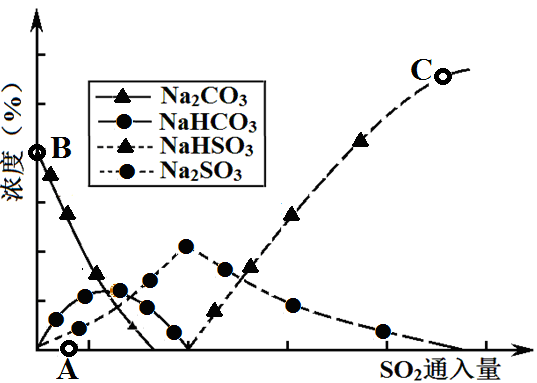 C
Na₂CO₃
NaHCO₃
NaHSO₃
Na₂SO₃
B
浓度（%）
A
SO₂通入量